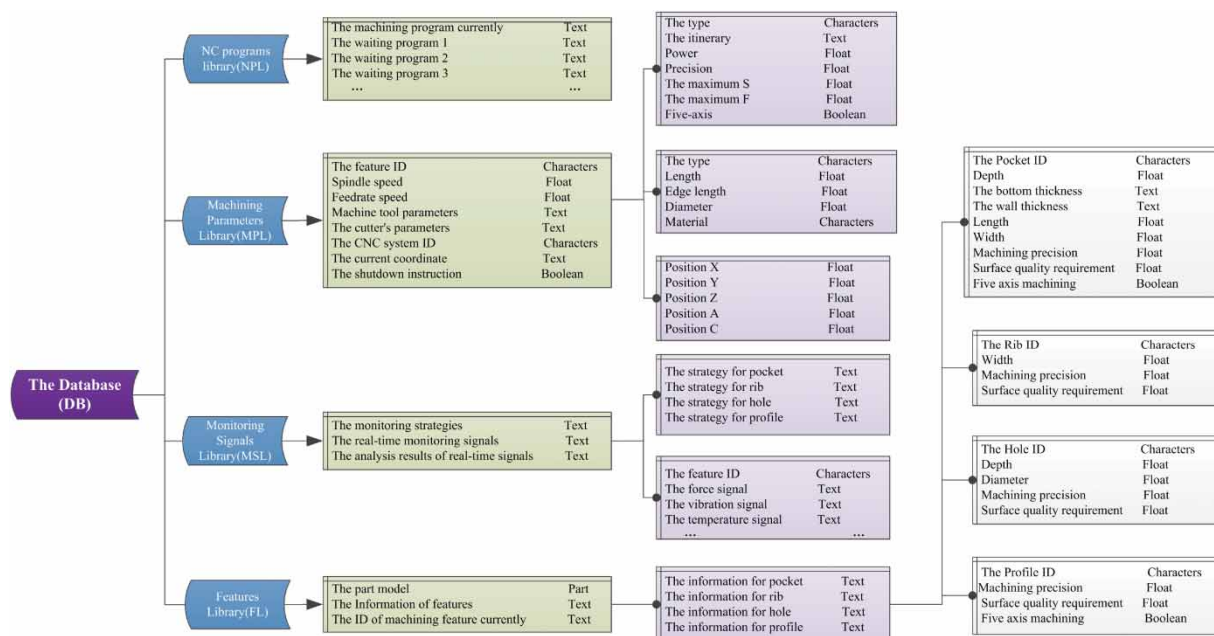 The Database
(DB)
NC programs
library(NPL)
The machining program currently Text
The waiting program 1 Text
The waiting program 2 Text
The waiting program 3 Text
... ...
Machining
Parameters
Library(MPL)
The feature ID Characters
Spindle speed Float
Feedrate speed Float
Machine tool parameters Text
The cutter's parameters Text
The CNC system ID Characters
The current coordinate Text
The shutdown instruction Boolean
The type Characters
The itinerary Text
Power Float
Precision Float
The maximum S Float
The maximum F Float
Five-axis Boolean
The type Characters
Length Float
Edge length Float
Diameter Float
Material Characters
Position X Float
Position Y Float
Position Z Float
Position A Float
Position C Float
Monitoring
Signals
Library(MSL)
The monitoring strategies Text
The real-time monitoring signals Text
The analysis results of real-time signals Text
The strategy for pocket Text
The strategy for rib Text
The strategy for hole Text
The strategy for profile Text
The feature ID Characters
The force signal Text
The vibration signal Text
The temperature signal Text
... ...
Features
Library(FL)
The part model Part
The Information of features Text
The ID of machining feature currently Text
The information for pocket Text
The information for rib Text
The information for hole Text
The information for profile Text
The Pocket ID Characters
Depth Float
The bottom thickness Text
The wall thickness Text
Length Float
Width Float
Machining precision Float
Surface quality requirement Float
Five axis machining Boolean
The Rib ID Characters
Width Float
Machining precision Float
Surface quality requirement Float
The Hole ID Characters
Depth Float
Diameter Float
Machining precision Float
Surface quality requirement Float
The Profile ID Characters
Machining precision Float
Surface quality requirement Float
Five axis machining Boolean